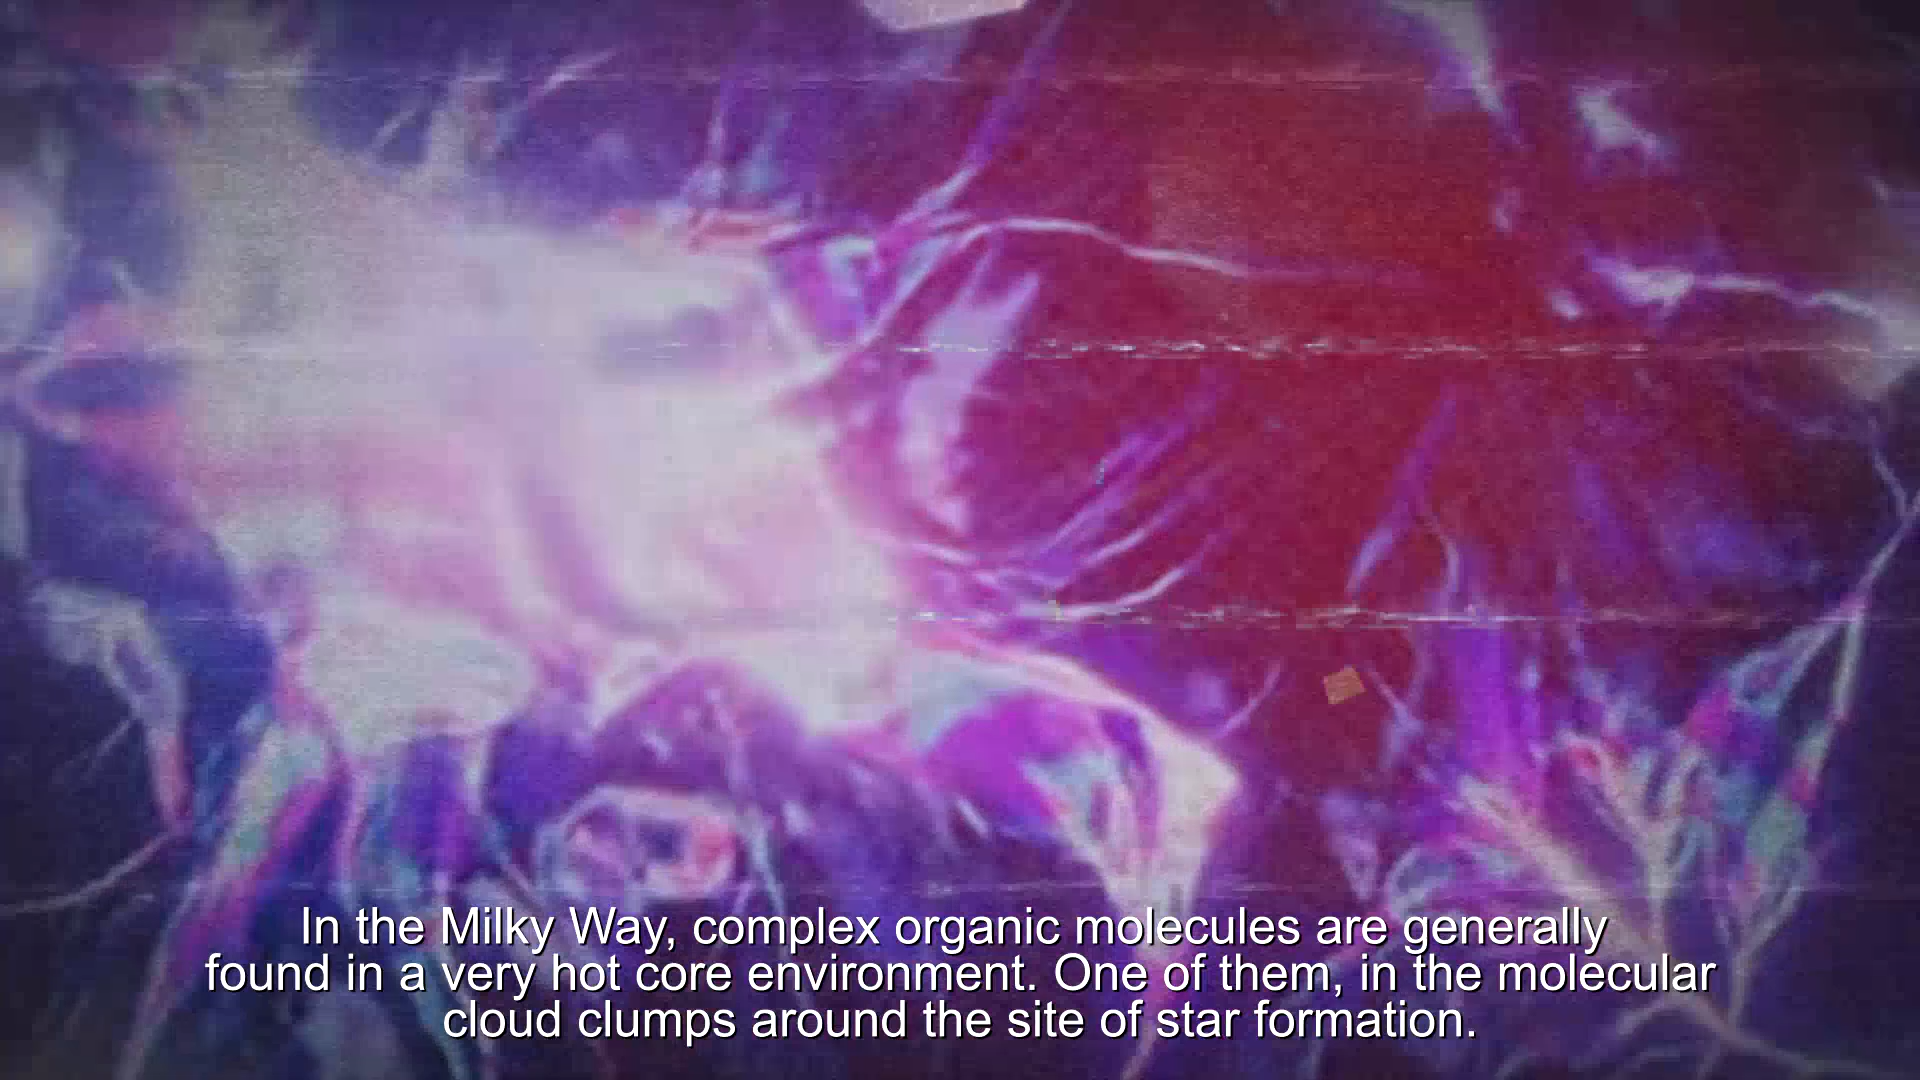 In the Milky Way, complex organic molecules are generally
found in a very hot core environment. One of them, in the molecular
cloud clumps around the site of star formation.